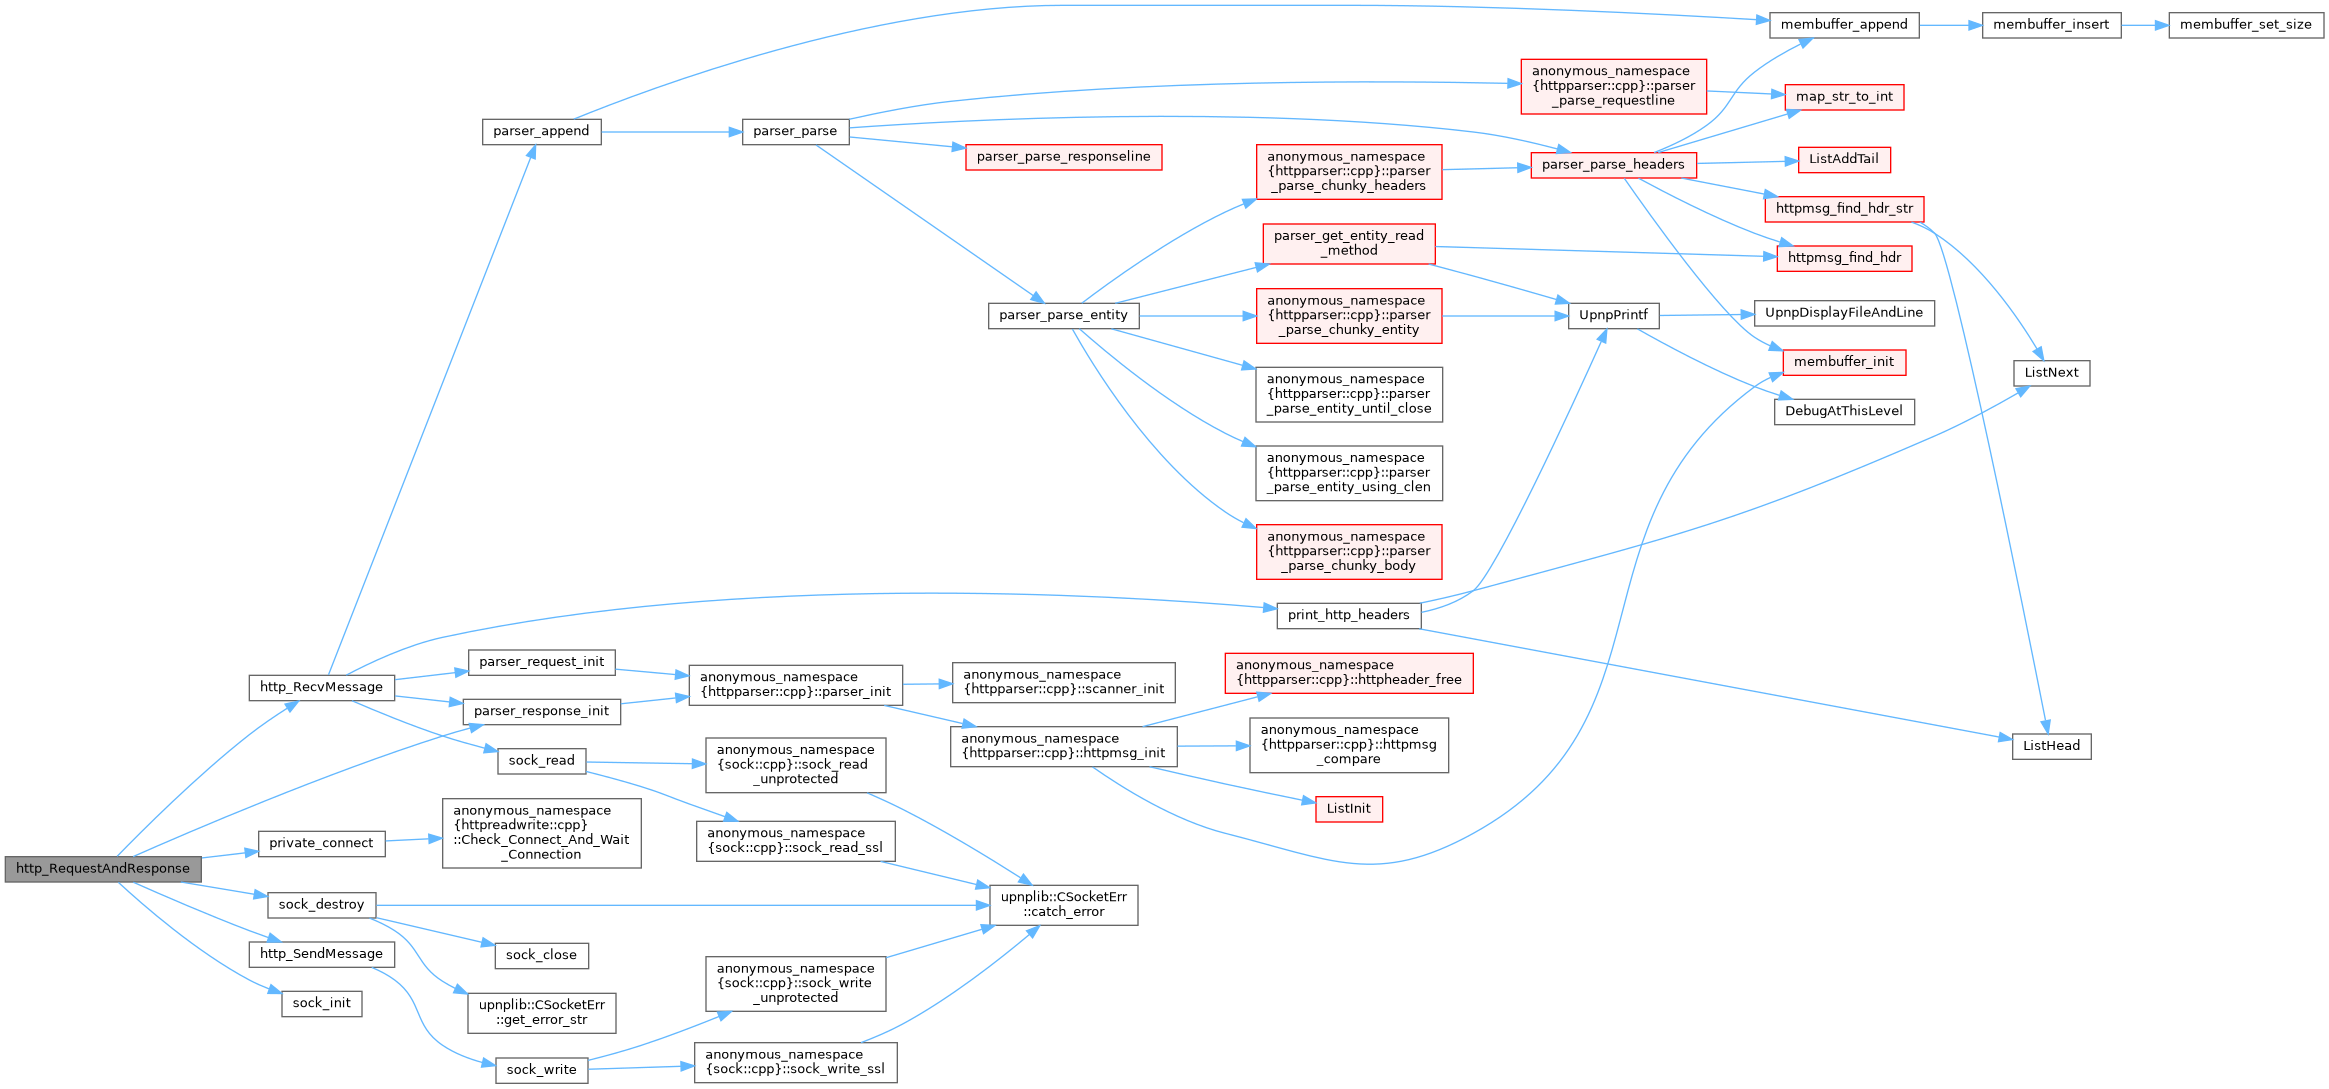 http_RequestAndResponse
http_RecvMessage
parser_append
membuffer_append
membuffer_insert
membuffer_set_size
parser_parse
anonymous_namespace
{httpparser::cpp}::parser
_parse_requestline
map_str_to_int
parser_parse_responseline
parser_parse_headers
ListAddTail
httpmsg_find_hdr_str
httpmsg_find_hdr
anonymous_namespace
{httpparser::cpp}::parser
_parse_chunky_headers
parser_get_entity_read
_method
parser_parse_entity
anonymous_namespace
{httpparser::cpp}::parser
_parse_chunky_entity
UpnpPrintf
UpnpDisplayFileAndLine
membuffer_init
DebugAtThisLevel
ListNext
anonymous_namespace
{httpparser::cpp}::parser
_parse_entity_until_close
anonymous_namespace
{httpparser::cpp}::parser
_parse_entity_using_clen
anonymous_namespace
{httpparser::cpp}::parser
_parse_chunky_body
print_http_headers
ListHead
parser_request_init
parser_response_init
anonymous_namespace
{httpparser::cpp}::parser_init
anonymous_namespace
{httpparser::cpp}::scanner_init
anonymous_namespace
{httpparser::cpp}::httpheader_free
anonymous_namespace
{httpparser::cpp}::httpmsg_init
anonymous_namespace
{httpparser::cpp}::httpmsg
_compare
ListInit
sock_read
anonymous_namespace
{sock::cpp}::sock_read
_unprotected
anonymous_namespace
{sock::cpp}::sock_read_ssl
private_connect
anonymous_namespace
{httpreadwrite::cpp}
::Check_Connect_And_Wait
_Connection
sock_destroy
upnplib::CSocketErr
::catch_error
sock_close
upnplib::CSocketErr
::get_error_str
http_SendMessage
sock_init
anonymous_namespace
{sock::cpp}::sock_write
_unprotected
sock_write
anonymous_namespace
{sock::cpp}::sock_write_ssl